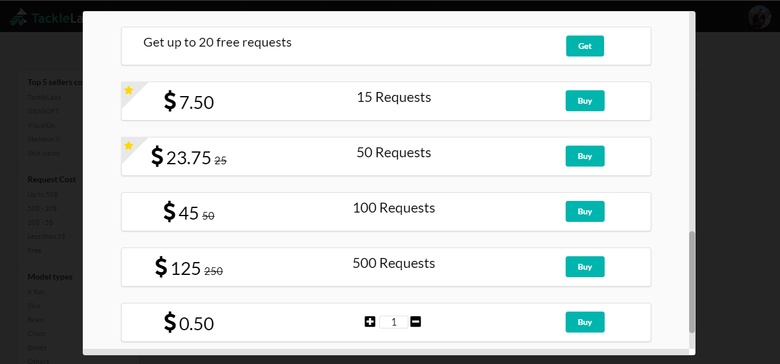 TackleLa
Get up to 20 free requests
Get
$7.50
15 Requests
Buy
$23.75 25
50 Requests
Buy
$45 50
100 Requests
Buy
$125 250
500 Requests
Buy
$0.50
1
Buy
Top 5 sellers co
Request Cost
Model types